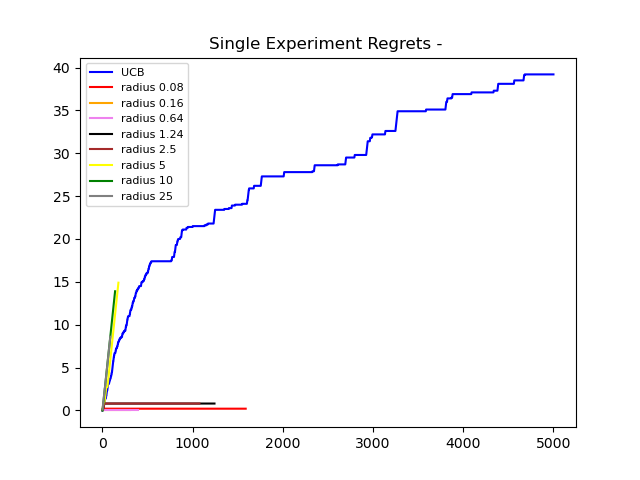 Single Experiment Regrets -
40
35
30
25
20
15
10
5
0
UCB
radius 0.08
radius 0.16
radius 0.64
radius 1.24
radius 2.5
radius 5
radius 10
radius 25
0 1000 2000 3000 4000 5000